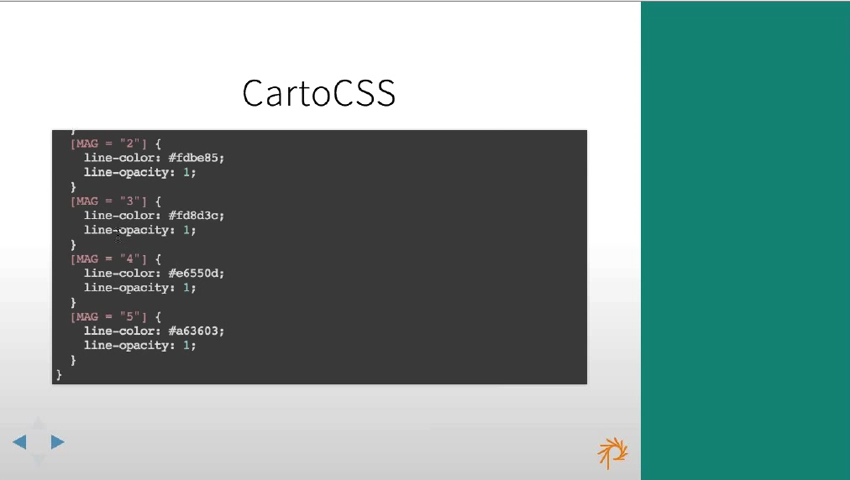 CartoCSS
}
[MAG = "2"] {
line-color: #fdbe85;
line-opacity: 1;
}
[MAG = "3"] {
line-color: #fd8d3c;
line-opacity: 1;
}
[MAG = "4"] {
line-color: #e6550d;
line-opacity: 1;
}
[MAG = "5"] {
line-color: #a63603;
line-opacity: 1;
}
}